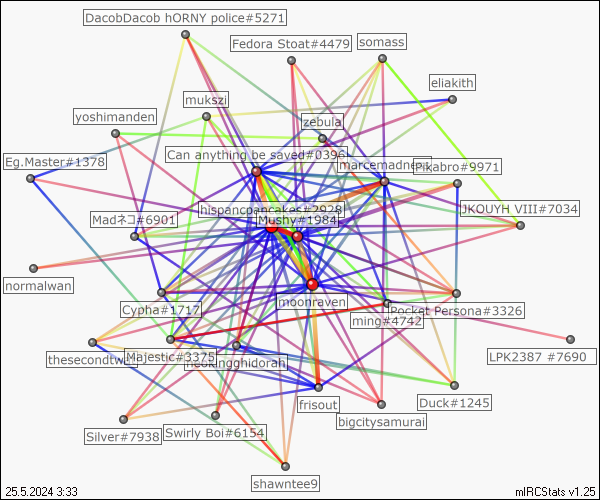 DacobDacob hORNY police#5271
Fedora Stoat#4479
somass
eliakith
mukszi
yoshimanden
zebula
Can anything be saved#0396
Eg.Master#1378
Pikabro#9971
hispancpancakes#2928
JKOUYH VIII#7034
Madネコ#6901
Mushy#1984
normalwan
moonraven
Cypha#1717
Pocket Persona#3326
ming#4742
Majestic#3375
LPK2387 #7690
frisout
Duck#1245
bigcitysamurai
Silver#7938
Swirly Boi#6154
shawntee9
25.5.2024 3:33
mIRCStats v1.25